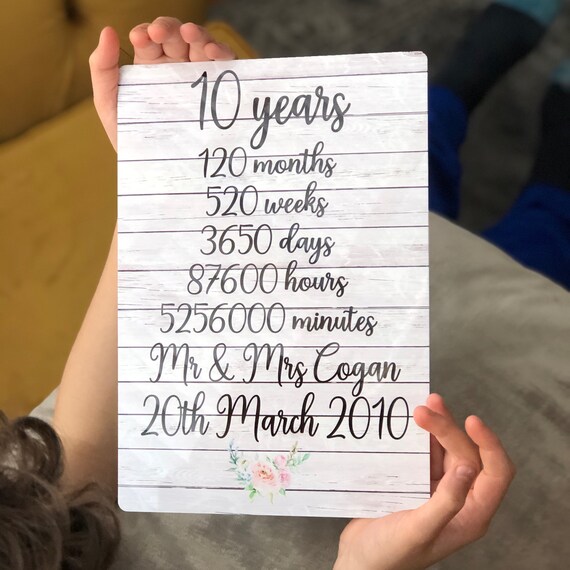 10 years
120 months
520 weeks
3650 days
87600 hours
5256000 minutes
Mr & Mrs Cogan
20th March 2010